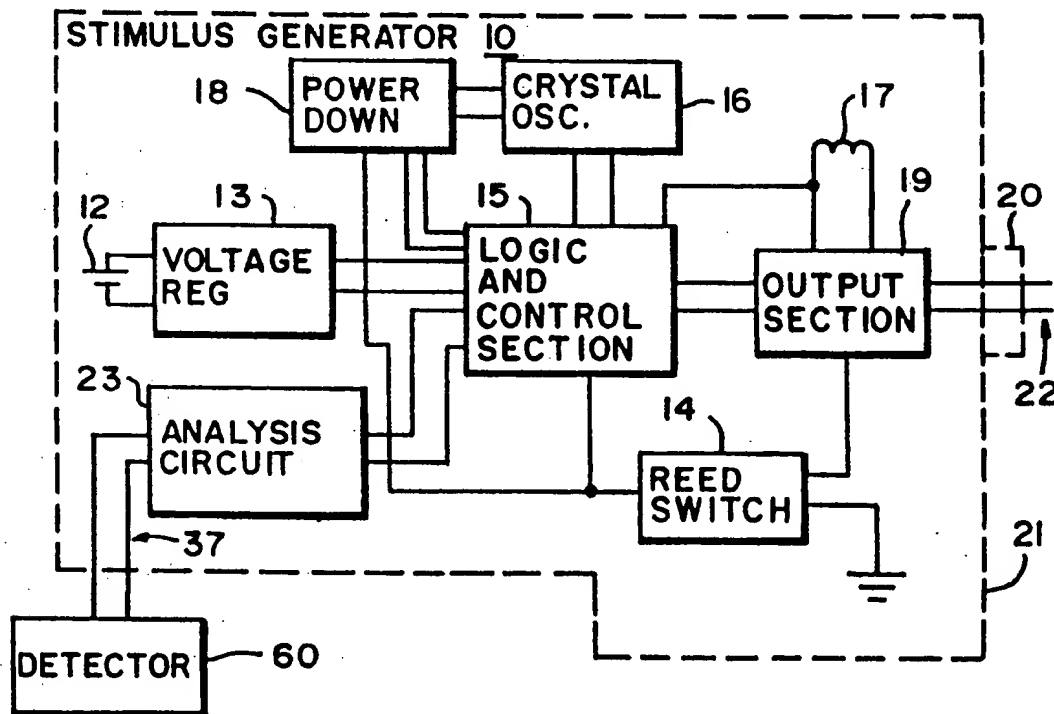 STIMULUS GENERATOR 10
18
POWER
DOWN
CRYSTAL
OSC.
16
17
12
13
VOLTAGE
REG
15
LOGIC
AND
CONTROL
SECTION
19
OUTPUT
SECTION
20
22
23
ANALYSIS
CIRCUIT
14
REED
SWITCH
37
21
DETECTOR
60